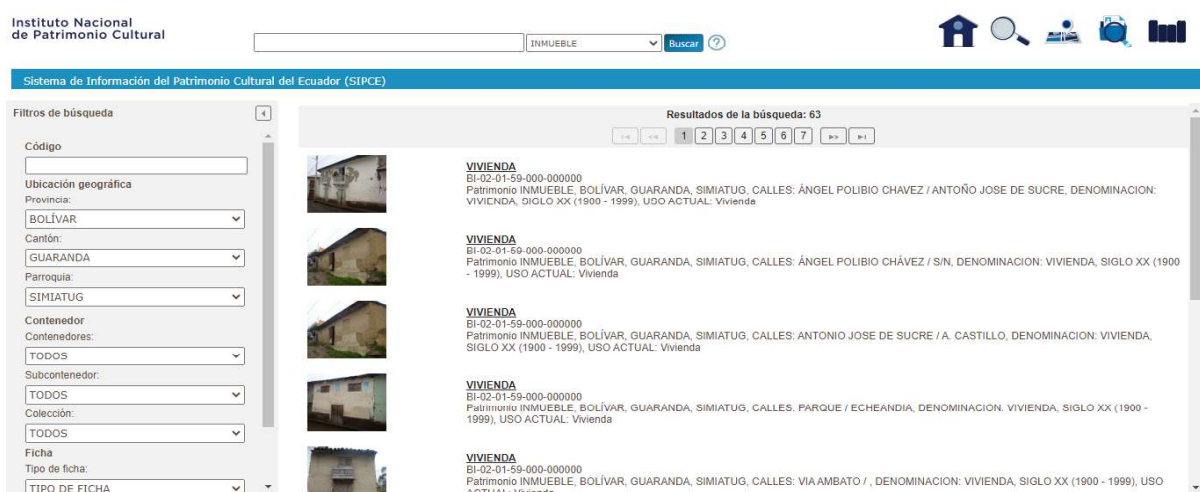 Instituto Nacional
de Patrimonio Cultural
INMUEBLE
Buscar
?
Sistema de Información del Patrimonio Cultural del Ecuador (SIPCE)
Filtros de búsqueda
Código
Ubicación geográfica
Provincia:
BOLÍVAR
Cantón:
GUARANDA
Parroquia:
SIMIATUG
Contenedor
Contenedores:
TODOS
Subcontenedor:
TODOS
Colección:
TODOS
Ficha
Tipo de ficha:
TIPO DE FICHA
Resultados de la búsqueda: 63
1 2 3 4 5 6 7
VIVIENDA
BI-02-01-59-000-000000
Patrimonio INMUEBLE, BOLÍVAR, GUARANDA, SIMIATUG, CALLES: ÁNGEL POLIBIO CHAVEZ / ANTOÑO JOSE DE SUCRE, DENOMINACION:
VIVIENDA, SIGLO XX (1900 - 1999), USO ACTUAL: Vivienda
VIVIENDA
BI-02-01-59-000-000000
Patrimonio INMUEBLE, BOLÍVAR, GUARANDA, SIMIATUG, CALLES: ÁNGEL POLIBIO CHÁVEZ / S/N, DENOMINACION: VIVIENDA, SIGLO XX (1900
- 1999), USO ACTUAL: Vivienda
VIVIENDA
BI-02-01-59-000-000000
Patrimonio INMUEBLE, BOLÍVAR, GUARANDA, SIMIATUG, CALLES: ANTONIO JOSE DE SUCRE / A. CASTILLO, DENOMINACION: VIVIENDA,
SIGLO XX (1900 - 1999), USO ACTUAL: Vivienda
VIVIENDA
BI-02-01-59-000-000000
Patrimonio INMUEBLE, BOLÍVAR, GUARANDA, SIMIATUG, CALLES. PARQUE / ECHEANDIA, DENOMINACION. VIVIENDA, SIGLO XX (1900 -
1999), USO ACTUAL: Vivienda
VIVIENDA
BI-02-01-59-000-000000
Patrimonio INMUEBLE, BOLÍVAR, GUARANDA, SIMIATUG, CALLES: VIA AMBATO / , DENOMINACION: VIVIENDA, SIGLO XX (1900 - 1999), USO
ACTUAL: Vivienda